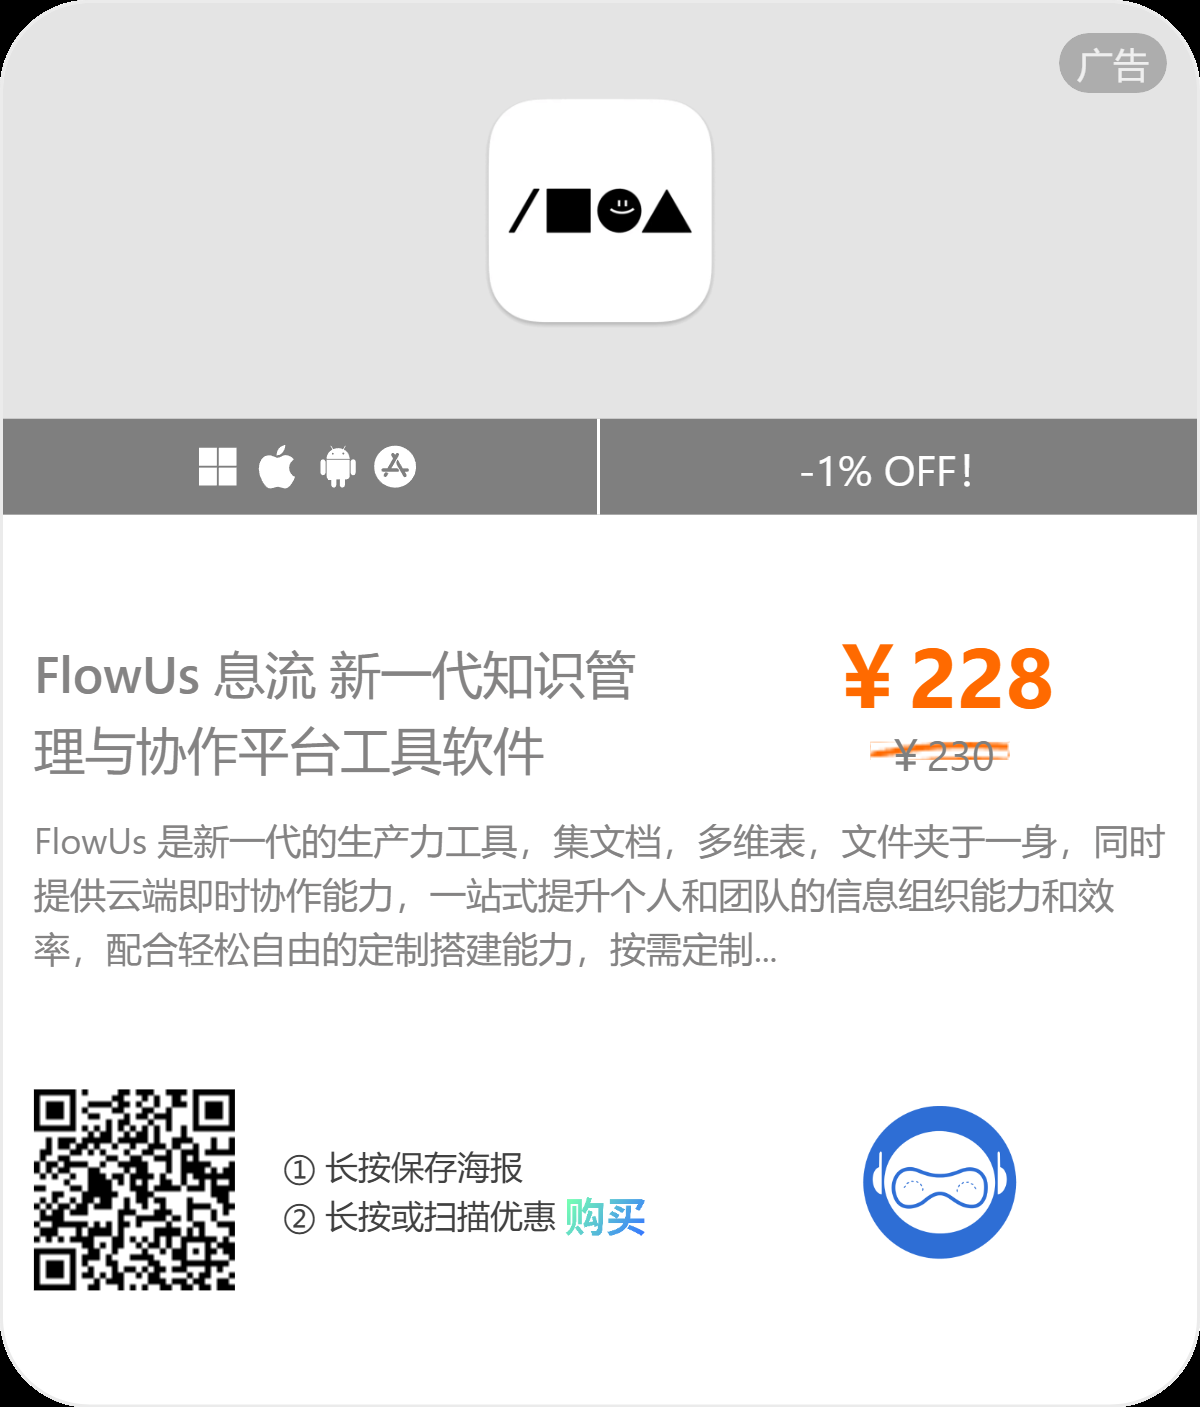 广告
-1% OFF!
FlowUs 息流 新一代知识管
理与协作平台工具软件
¥228
¥230
FlowUs 是新一代的生产力工具，集文档，多维表，文件夹于一身，同时
提供云端即时协作能力，一站式提升个人和团队的信息组织能力和效
率，配合轻松自由的定制搭建能力，按需定制...
① 长按保存海报
② 长按或扫描优惠 购买